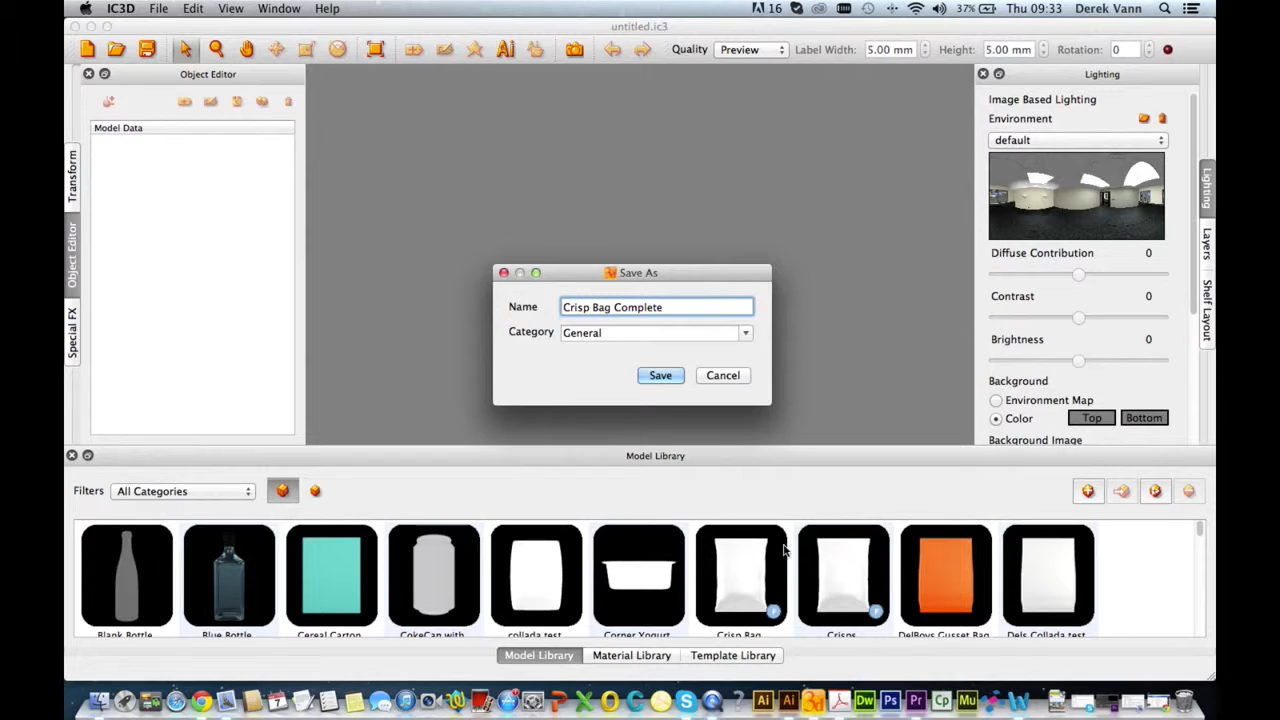 IC3D File Edit View Window Help 16 37% Thu 09:33 Derek Vann
untitled.ic3
Quality Preview Label Width: 5.00 mm Height: 5.00 mm Rotation: 0
Object Editor
Model Data
Transform
Object Editor
Special FX
Save As
Name Crisp Bag Complete
Category General
Save Cancel
Lighting
Image Based Lighting
Environment
default
Diffuse Contribution 0
Contrast 0
Brightness 0
Background
Environment Map
Color Top Bottom
Background Image
Lighting
Layers
Shelf Layout
Model Library
Filters All Categories
Blank Bottle Blue Bottle Cereal Carton CokeCan with collada test Corner Yogurt Crisp Bag Crisps DelBoys Gusset Bag Dels Collada test
Model Library Material Library Template Library